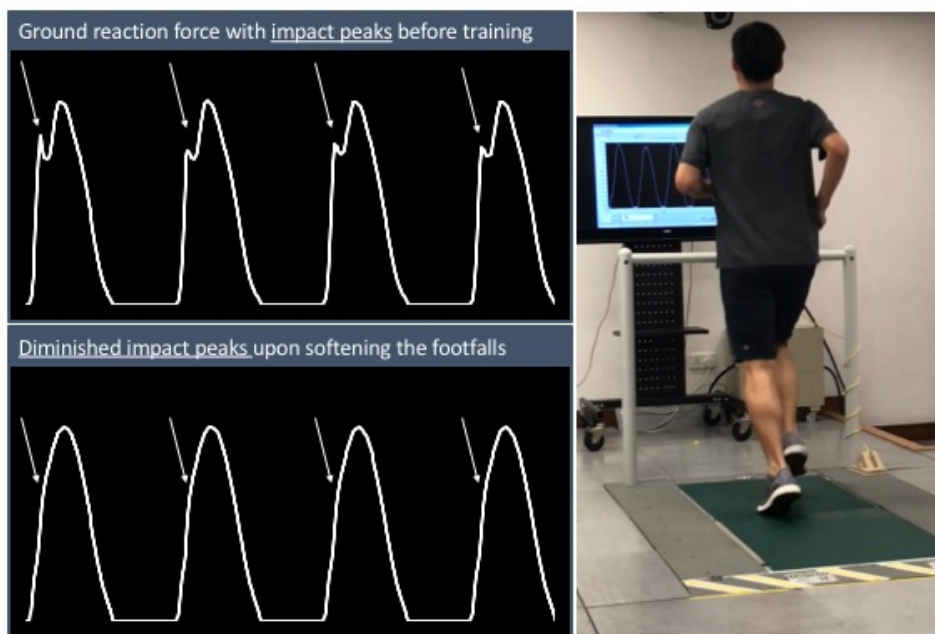 Ground reaction force with impact peaks before training
Diminished impact peaks upon softening the footfalls